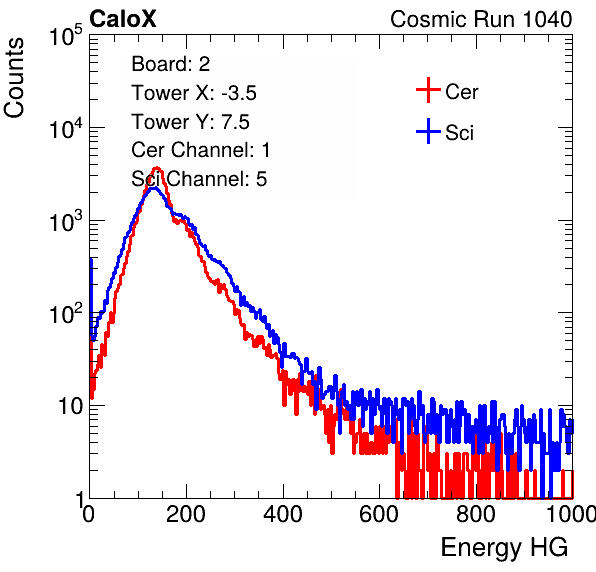 CaloX Cosmic Run 1040
Counts
Board: 2
Tower X: -3.5
Tower Y: 7.5
Cer Channel: 1
Sci Channel: 5
Cer
Sci
10^5
10^4
10^3
10^2
10
1
0 200 400 600 800 1000
Energy HG